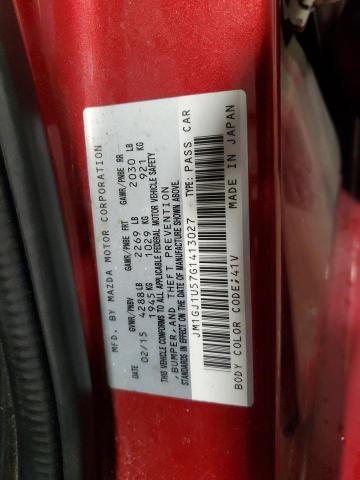 MFD. BY MAZDA MOTOR CORPORATION
DATE GVWR/PNBV GAWR/PNBE FRT GAWR/PNBE RR
02/15 4288 LB 2269 LB 2030 LB
1945 KG 1029 KG 921 KG
THIS VEHICLE CONFORMS TO ALL APPLICABLE FEDERAL MOTOR VEHICLE SAFETY
, BUMPER, AND THEFT PREVENTION
STANDARDS IN EFFECT ON THE DATE OF MANUFACTURE SHOWN ABOVE.
JM1GJ1U57G1413027 TYPE: PASS CAR
BODY COLOR CODE:41V MADE IN JAPAN